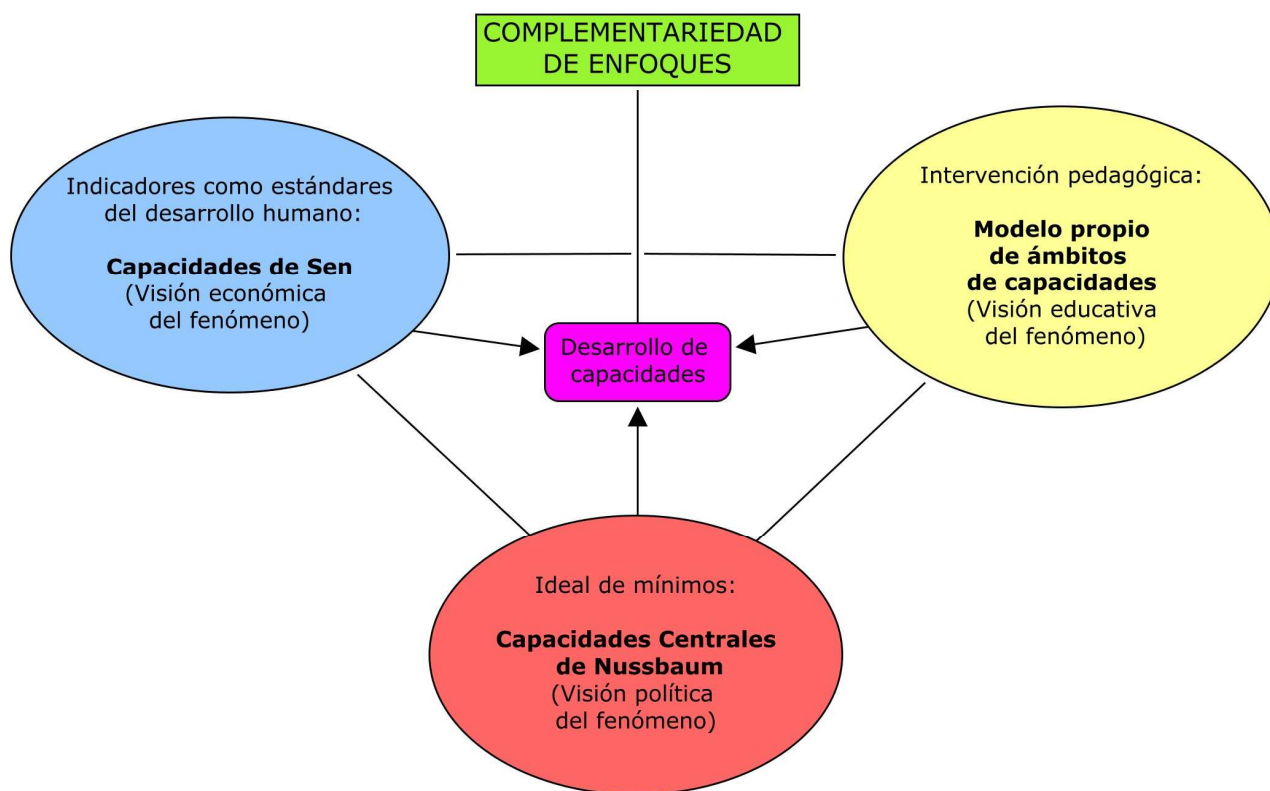 COMPLEMENTARIEDAD
DE ENFOQUES
Indicadores como estándares
del desarrollo humano:
Capacidades de Sen
(Visión económica
del fenómeno)
Intervención pedagógica:
Modelo propio
de ámbitos
de capacidades
(Visión educativa
del fenómeno)
Desarrollo de
capacidades
Ideal de mínimos:
Capacidades Centrales
de Nussbaum
(Visión política
del fenómeno)